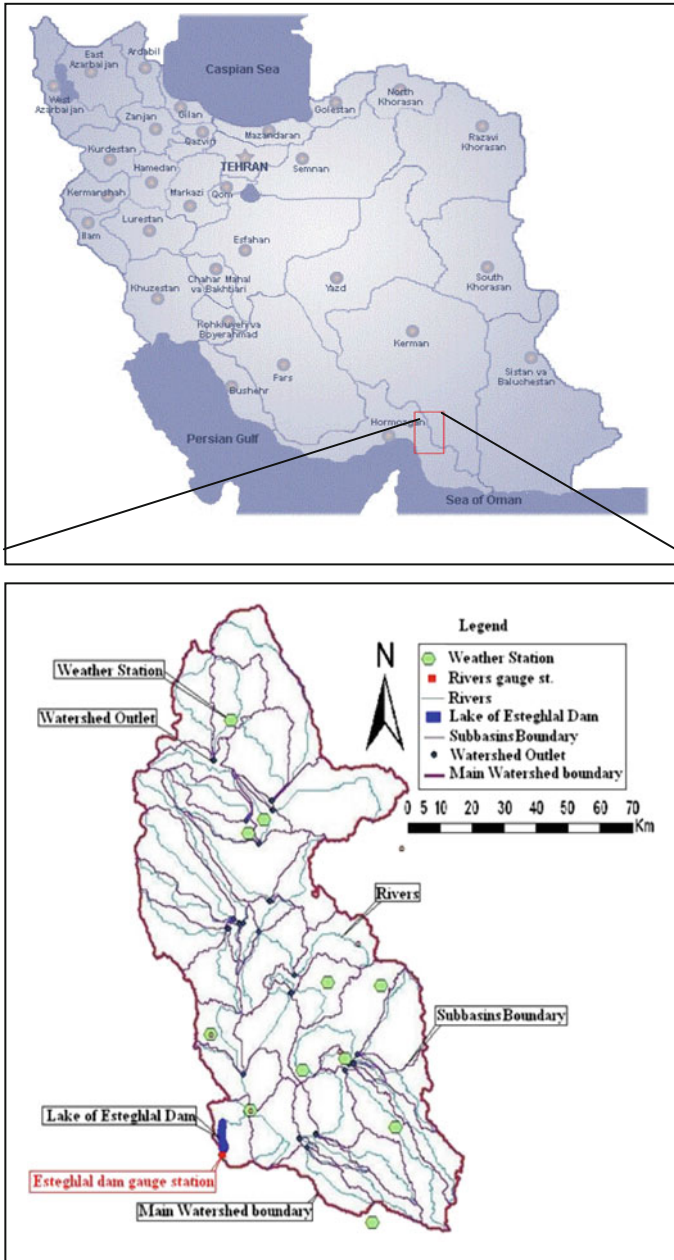 Caspian Sea
East
Azarbaijan
Ardabil
West
Azarbaijan
Gilan
Zanjan
Qazvin
Mazandaran
Golestan
North
Khorasan
Razavi
Khorasan
Kurdestan
Hamedan
TEHRAN
Semnan
Kermanshah
Markazi
Qom
Ilam
Lurestan
Esfahan
Khuzestan
Chahar Mahal
va Bakhtiari
Yazd
South
Khorasan
Kohkiluyeh va
Boyerahmad
Kerman
Fars
Bushehr
Sistan va
Baluchestan
Hormozgan
Persian Gulf
Sea of Oman
Legend
Weather Station
Rivers gauge st.
Rivers
Lake of Esteghlal Dam
Subbasins Boundary
Watershed Outlet
Main Watershed boundary
N
0 5 10 20 30 40 50 60 70
Km
Weather Station
Watershed Outlet
Rivers
Subbasins Boundary
Lake of Esteghlal Dam
Esteghlal dam gauge station
Main Watershed boundary